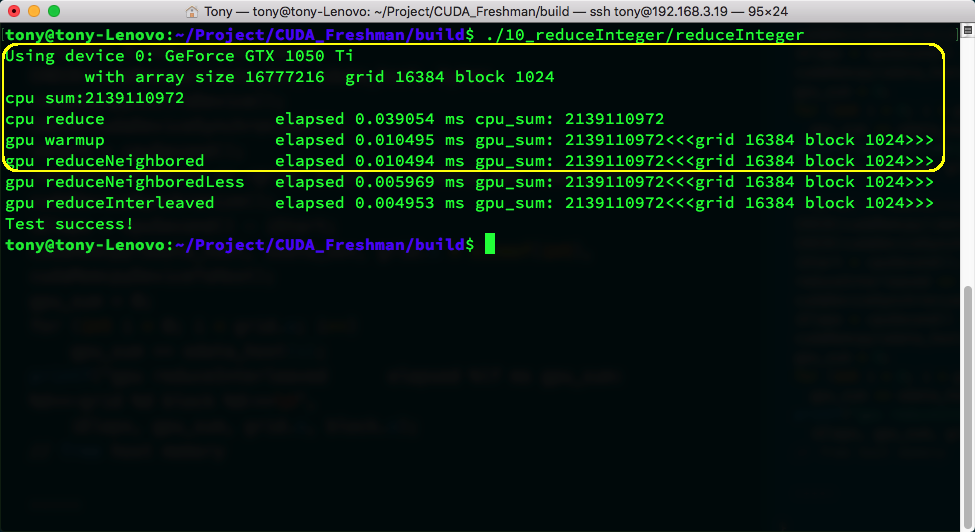 Tony — tony@tony-Lenovo: ~/Project/CUDA_Freshman/build — ssh tony@192.168.3.19 — 95×24
tony@tony-Lenovo:~/Project/CUDA_Freshman/build$ ./10_reduceInteger/reduceInteger
Using device 0: GeForce GTX 1050 Ti
        with array size 16777216  grid 16384 block 1024
cpu sum:2139110972
cpu reduce                 elapsed 0.039054 ms cpu_sum: 2139110972
gpu warmup                 elapsed 0.010495 ms gpu_sum: 2139110972<<<grid 16384 block 1024>>>
gpu reduceNeighbored       elapsed 0.010494 ms gpu_sum: 2139110972<<<grid 16384 block 1024>>>
gpu reduceNeighboredLess   elapsed 0.005969 ms gpu_sum: 2139110972<<<grid 16384 block 1024>>>
gpu reduceInterleaved      elapsed 0.004953 ms gpu_sum: 2139110972<<<grid 16384 block 1024>>>
Test success!
tony@tony-Lenovo:~/Project/CUDA_Freshman/build$